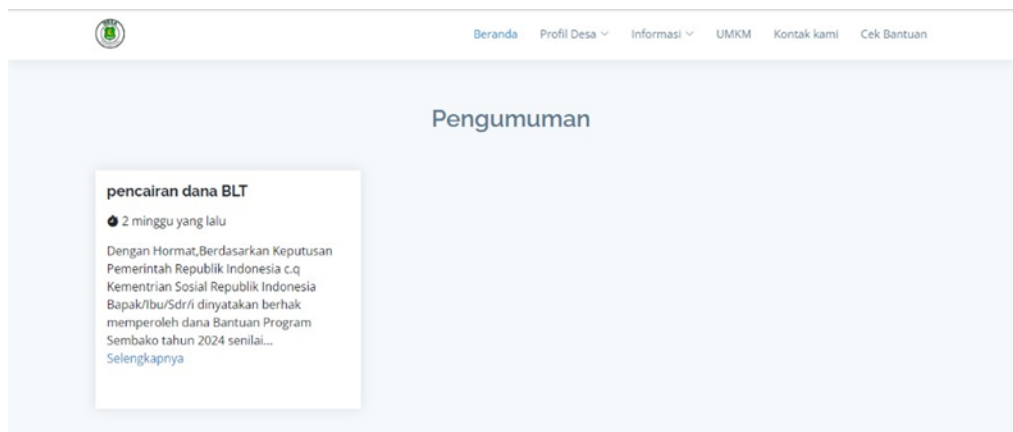 DESA
Beranda Profil Desa Informasi UMKM Kontak kami Cek Bantuan
Pengumuman
pencairan dana BLT
2 minggu yang lalu
Dengan Hormat,Berdasarkan Keputusan
Pemerintah Republik Indonesia c.q
Kementrian Sosial Republik Indonesia
Bapak/Ibu/Sdr/i dinyatakan berhak
memperoleh dana Bantuan Program
Sembako tahun 2024 senilai...
Selengkapnya